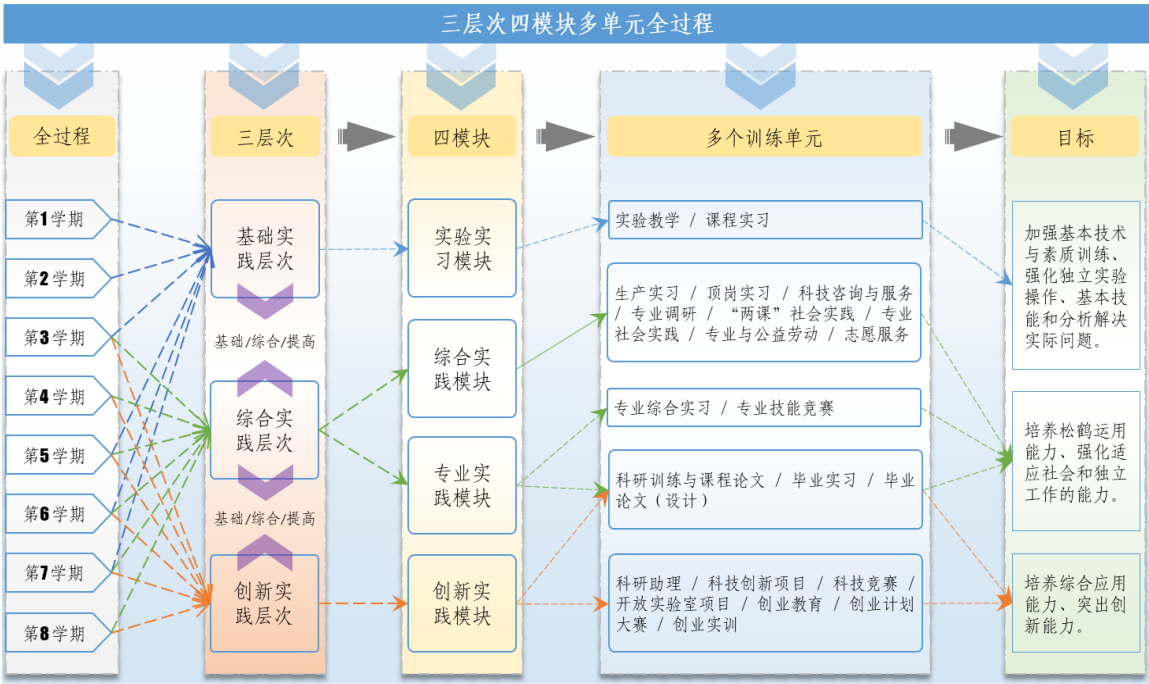 三层次四模块多单元全过程
全过程
三层次
四模块
多个训练单元
目标
第1学期
第2学期
第3学期
第4学期
第5学期
第6学期
第7学期
第8学期
基础实
践层次
基础/综合/提高
综合实
践层次
基础/综合/提高
创新实
践层次
实验实
习模块
综合实
践模块
专业实
践模块
创新实
践模块
实验教学 / 课程实习
生产实习 / 顶岗实习 / 科技咨询与服务
/ 专业调研 / “两课”社会实践 / 专业
社会实践 / 专业与公益劳动 / 志愿服务
专业综合实习 / 专业技能竞赛
科研训练与课程论文 / 毕业实习 / 毕业
论文(设计)
科研助理 / 科技创新项目 / 科技竞赛 /
开放实验室项目 / 创业教育 / 创业计划
大赛 / 创业实训
加强基本技术
与素质训练、
强化独立实验
操作、基本技
能和分析解决
实际问题。
培养松鹤运用
能力、强化适
应社会和独立
工作的能力。
培养综合应用
能力、突出创
新能力。